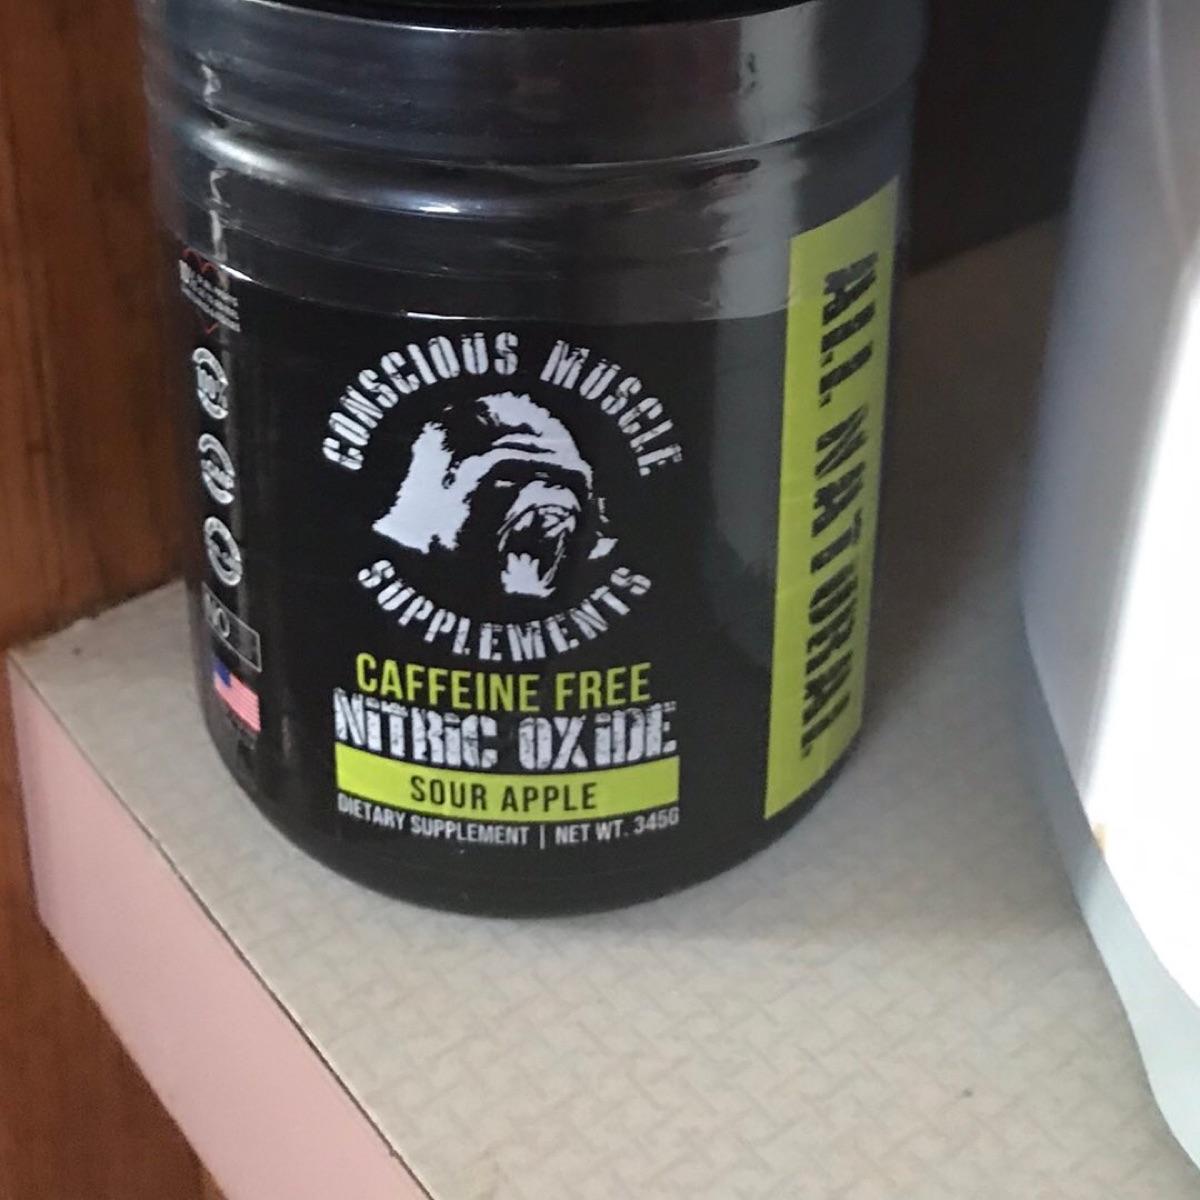 CONSCIOUS MUSCLE
SUPPLEMENTS
CAFFEINE FREE
NITRIC OXIDE
SOUR APPLE
DIETARY SUPPLEMENT | NET WT. 345G
ALL NATURAL